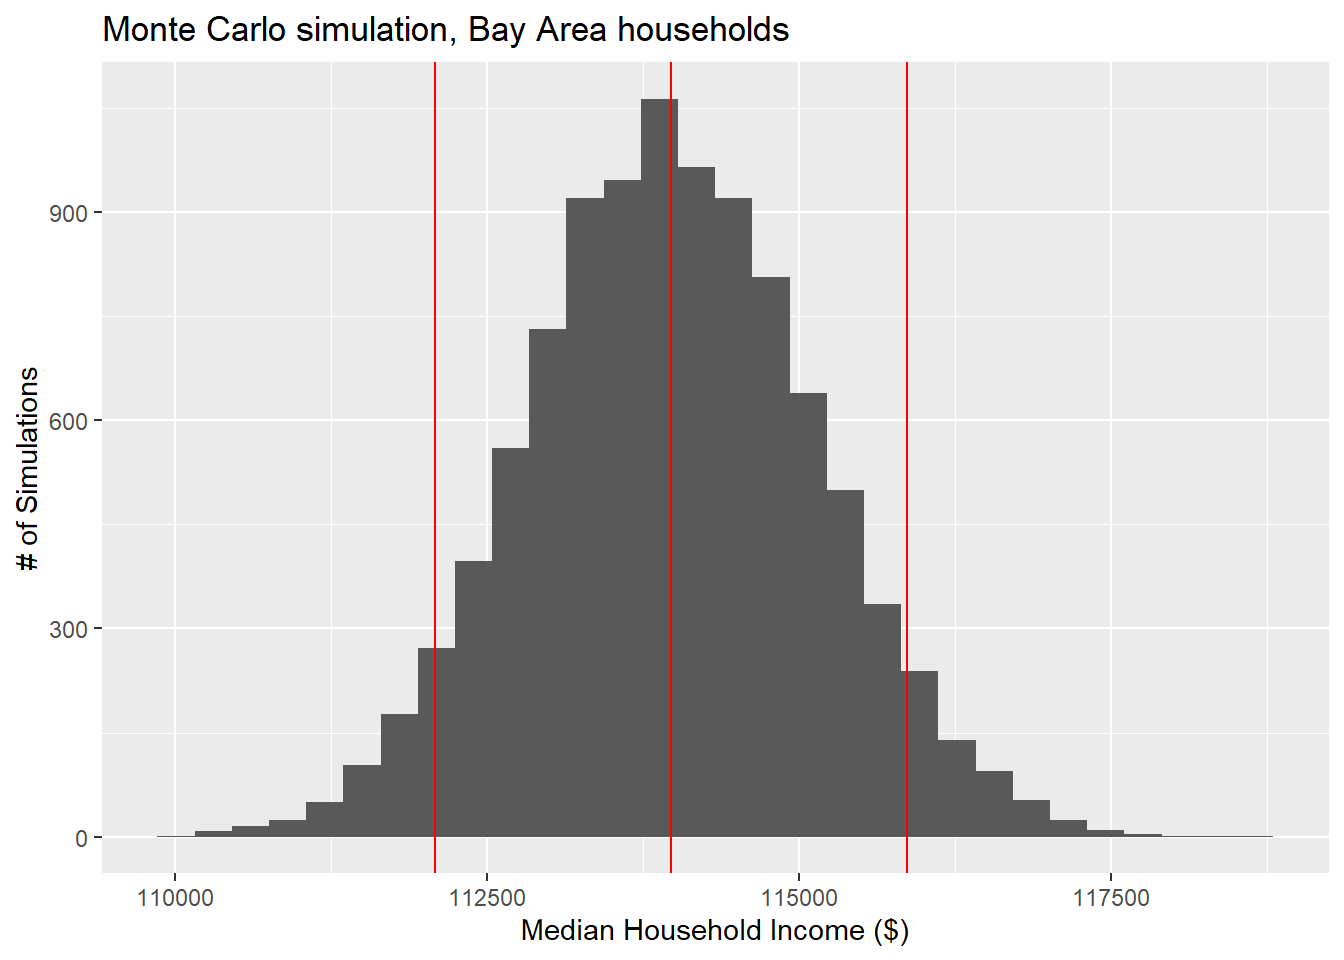 Monte Carlo simulation, Bay Area households
# of Simulations
900
600
300
0
110000
112500
115000
117500
Median Household Income ($)